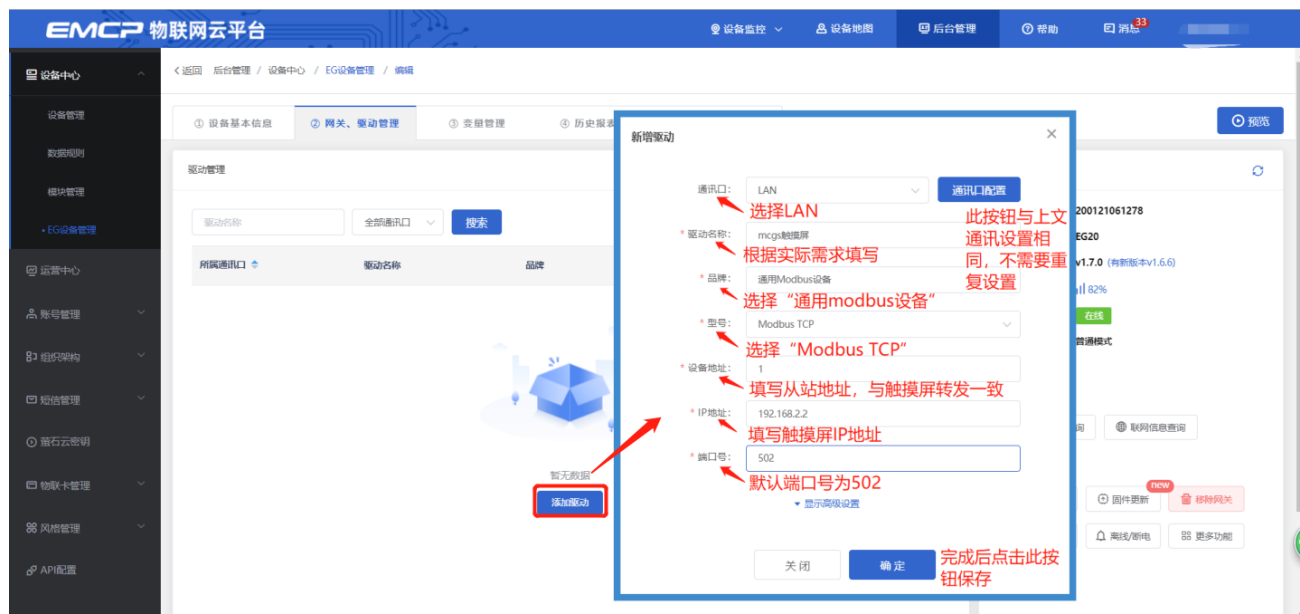 EMCP 物联网云平台
设备监控
设备地图
后台管理
帮助
消息
33
设备中心
设备管理
数据规则
模块管理
EG设备管理
运营中心
账号管理
组织架构
短信管理
萤石云密钥
物联卡管理
风格管理
API配置
返回 后台管理 / 设备中心 / EG设备管理 / 编辑
① 设备基本信息
② 网关、驱动管理
③ 变量管理
④ 历史报表
预览
驱动管理
驱动名称
全部通讯口
搜索
所属通讯口
驱动名称
品牌
暂无数据
添加驱动
新增驱动
通讯口：
LAN
通讯口配置
选择LAN
此按钮与上文
通讯设置相
同，不需要重
复设置
* 驱动名称：
mcgs触摸屏
根据实际需求填写
* 品牌：
通用Modbus设备
选择“通用modbus设备”
* 型号：
Modbus TCP
选择“Modbus TCP”
* 设备地址：
1
填写从站地址，与触摸屏转发一致
* IP地址：
192.168.2.2
填写触摸屏IP地址
* 端口号：
502
默认端口号为502
显示高级设置
关 闭
确 定
完成后点击此按
钮保存
200121061278
EG20
v1.7.0 (有新版本v1.6.6)
82%
在线
普通模式
联网信息查询
new
固件更新
移除网关
离线/断电
更多功能